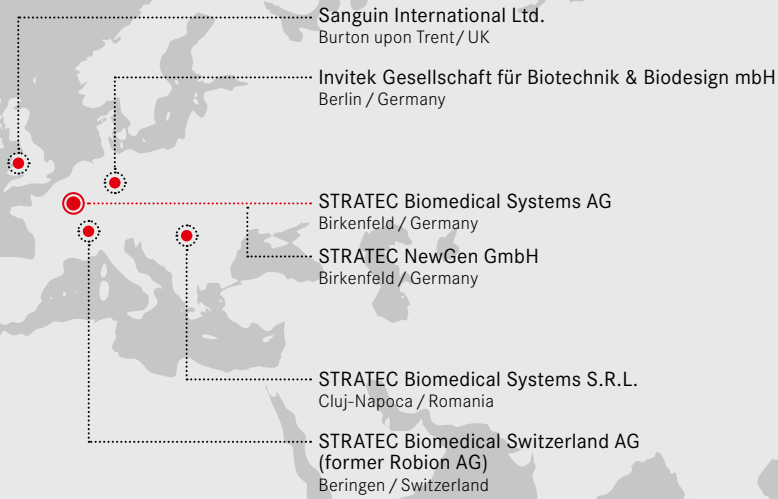 Sanguin International Ltd.
Burton upon Trent / UK
Invitek Gesellschaft für Biotechnik & Biodesign mbH
Berlin / Germany
STRATEC Biomedical Systems AG
Birkenfeld / Germany
STRATEC NewGen GmbH
Birkenfeld / Germany
STRATEC Biomedical Systems S.R.L.
Cluj-Napoca / Romania
STRATEC Biomedical Switzerland AG
(former Robion AG)
Beringen / Switzerland